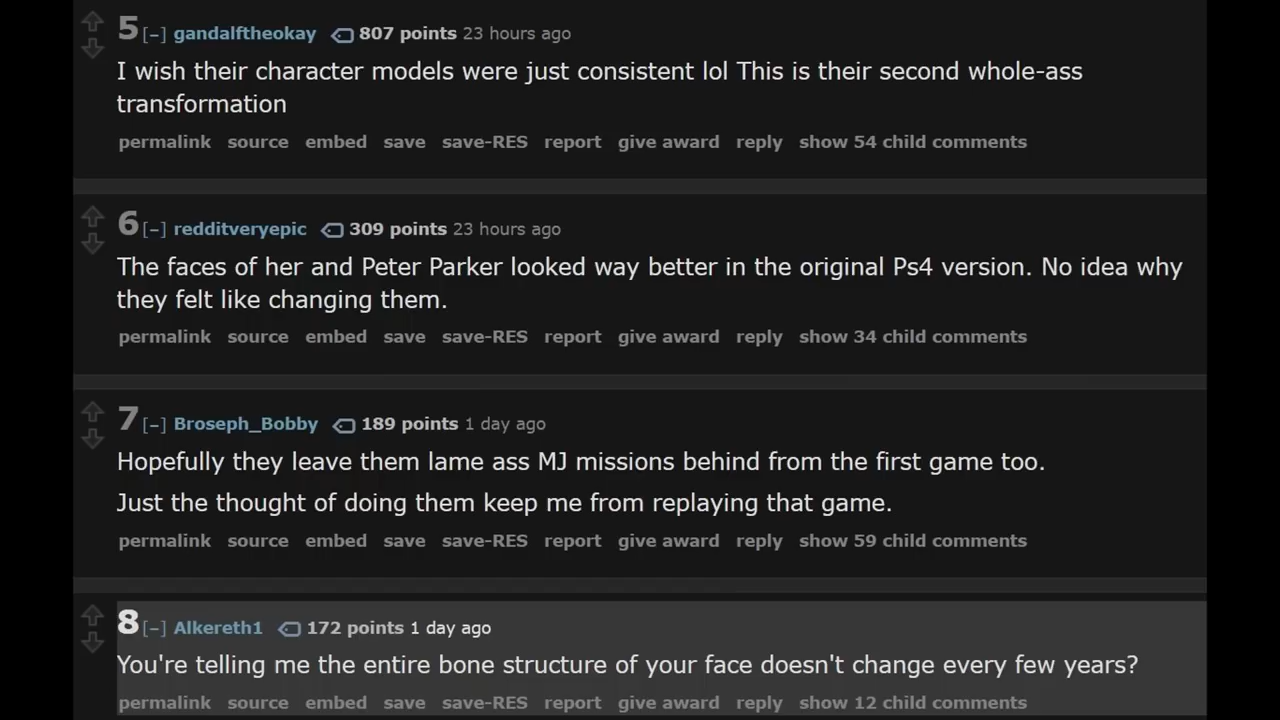 5 [–] gandalftheokay 807 points 23 hours ago
I wish their character models were just consistent lol This is their second whole-ass
transformation
permalink source embed save save-RES report give award reply show 54 child comments
6 [–] redditveryepic 309 points 23 hours ago
The faces of her and Peter Parker looked way better in the original Ps4 version. No idea why
they felt like changing them.
permalink source embed save save-RES report give award reply show 34 child comments
7 [–] Broseph_Bobby 189 points 1 day ago
Hopefully they leave them lame ass MJ missions behind from the first game too.
Just the thought of doing them keep me from replaying that game.
permalink source embed save save-RES report give award reply show 59 child comments
8 [–] Alkereth1 172 points 1 day ago
You're telling me the entire bone structure of your face doesn't change every few years?
permalink source embed save save-RES report give award reply show 12 child comments